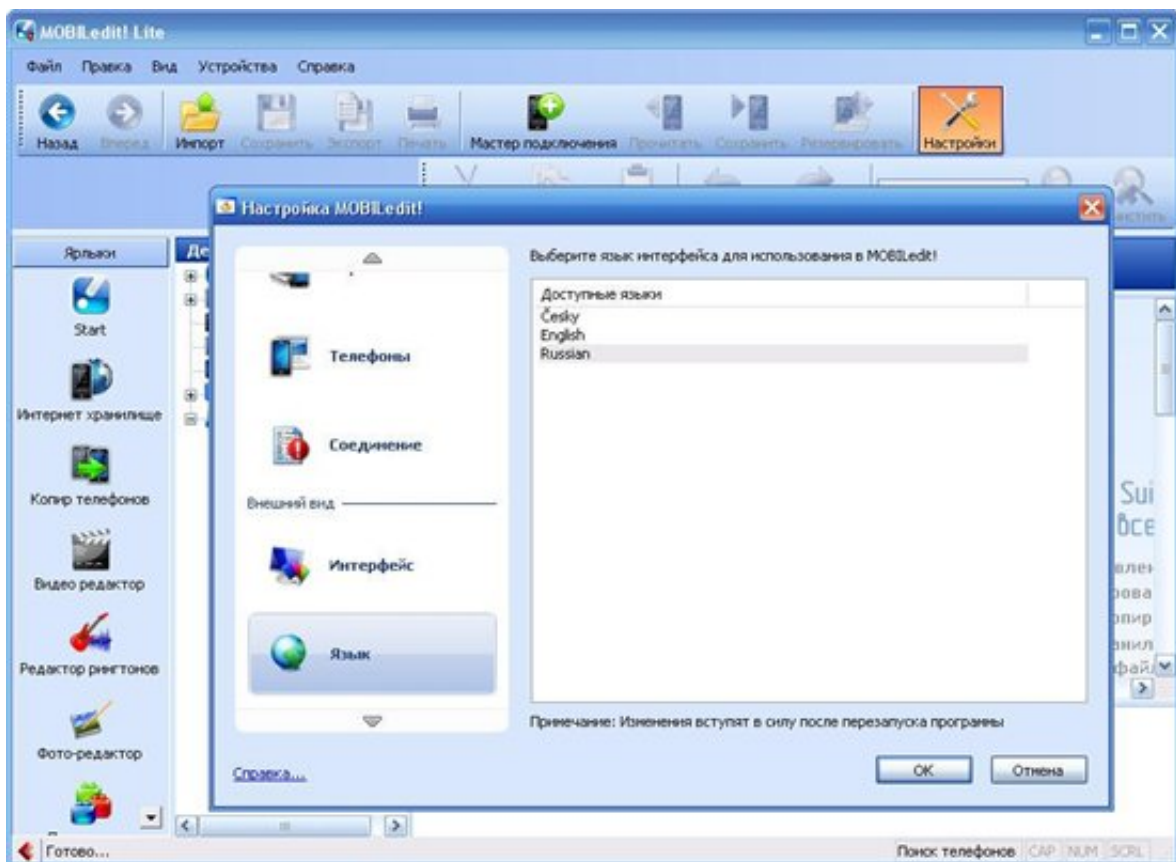 MOBILedit! Lite
Файл Правка Вид Устройства Справка
Назад Вперед Импорт Сохранить Экспорт Печать Мастер подключения Прочитать Сохранить Резервировать Настройки
Настройка MOBILedit!
Ярлыки
Start
Интернет хранилище
Копир телефонов
Видео редактор
Редактор рингтонов
Фото-редактор
Телефоны
Соединение
Внешний вид
Интерфейс
Язык
Справка...
Выберите язык интерфейса для использования в MOBILedit!
Доступные языки
Česky
English
Russian
Примечание: Изменения вступят в силу после перезапуска программы
OK Отмена
Sui
все
Готово...
Поиск телефонов CAP NUM SCRL